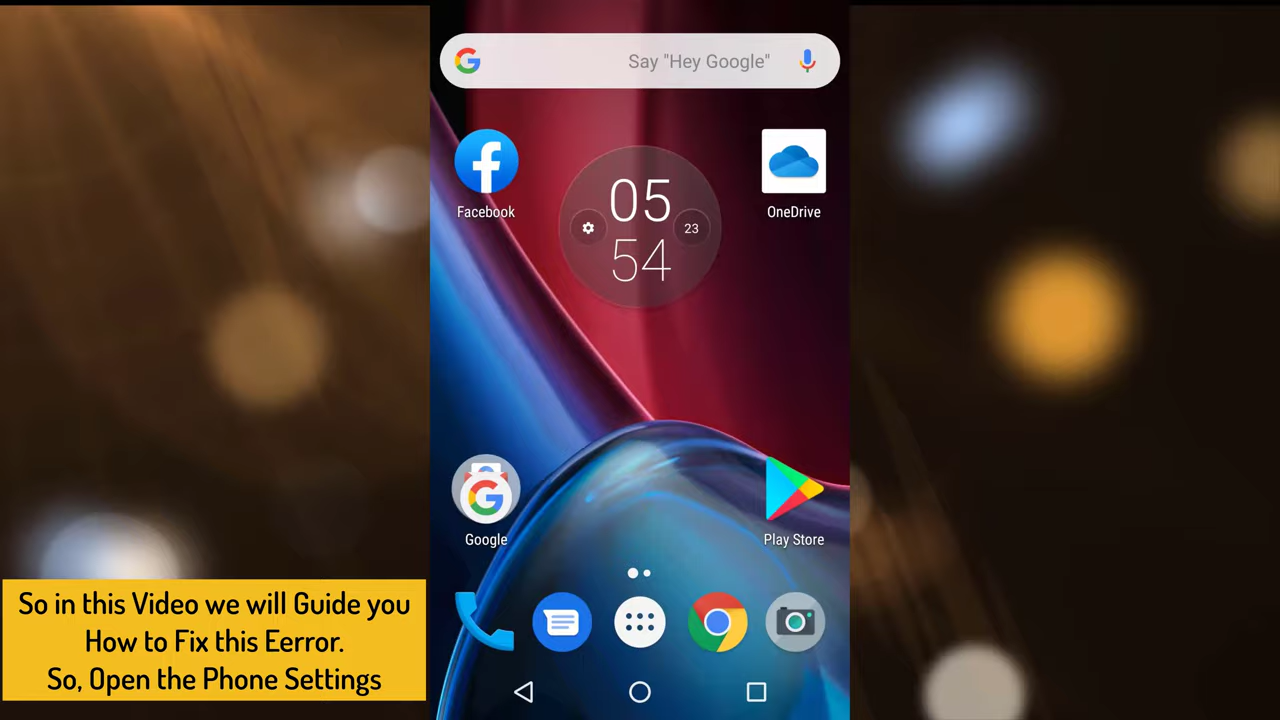 Say "Hey Google"
Facebook
OneDrive
05
54
23
Google
Play Store
So in this Video we will Guide you
How to Fix this Eerror.
So, Open the Phone Settings